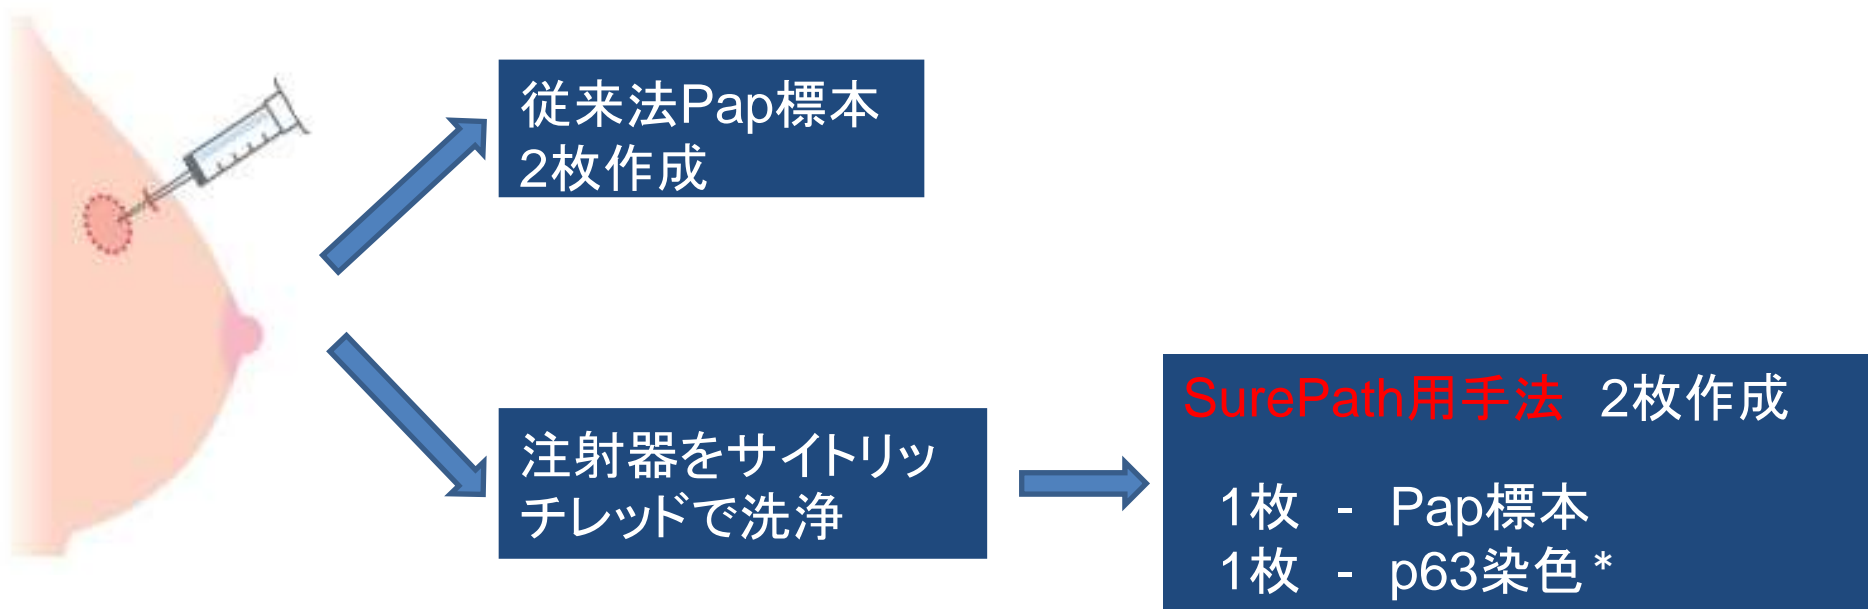 従来法Pap標本
2枚作成
注射器をサイトリッ
チレッドで洗浄
SurePath用手法　2枚作成
1枚　-　Pap標本
1枚　-　p63染色*